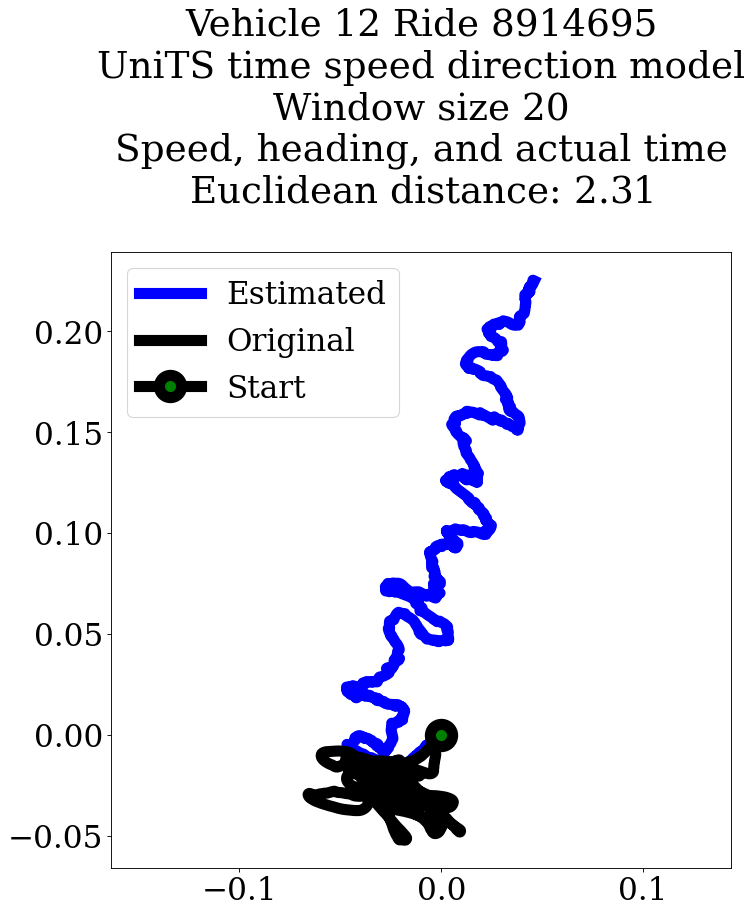 Vehicle 12 Ride 8914695
UniTS time speed direction model
Window size 20
Speed, heading, and actual time
Euclidean distance: 2.31
Estimated
Original
Start
0.20
0.15
0.10
0.05
0.00
−0.05
−0.1
0.0
0.1